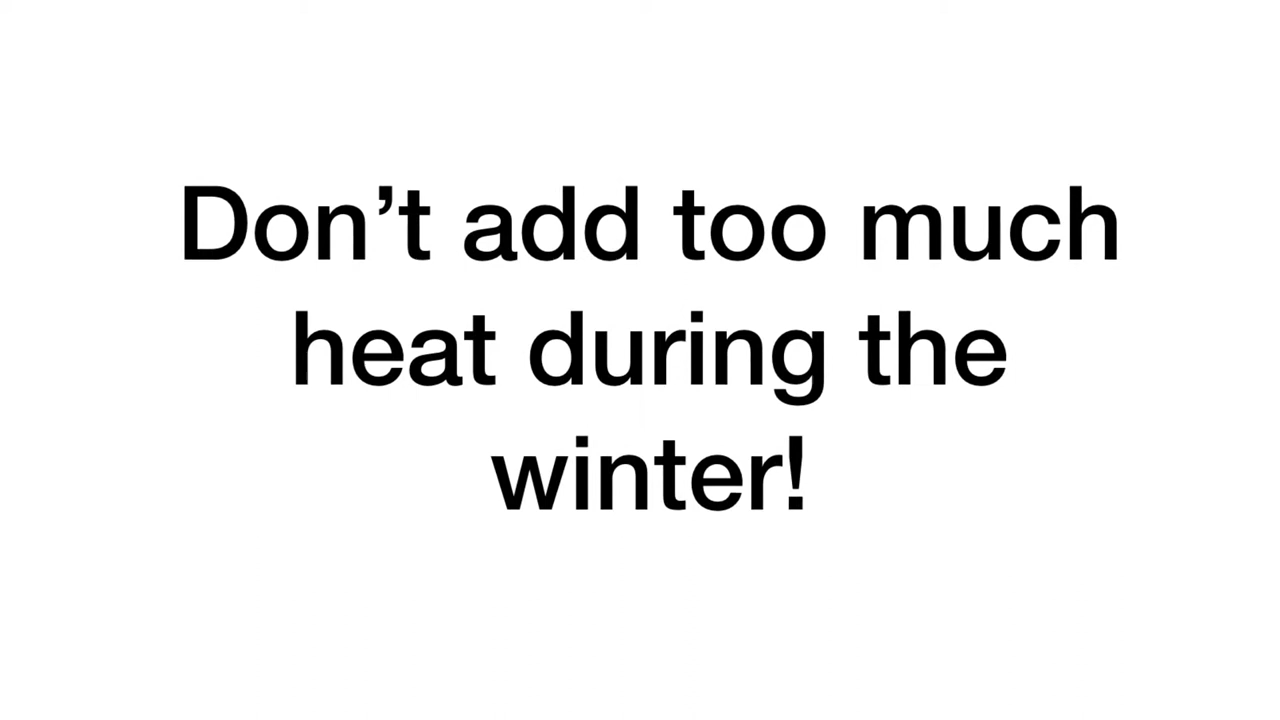 Don’t add too much
heat during the
winter!